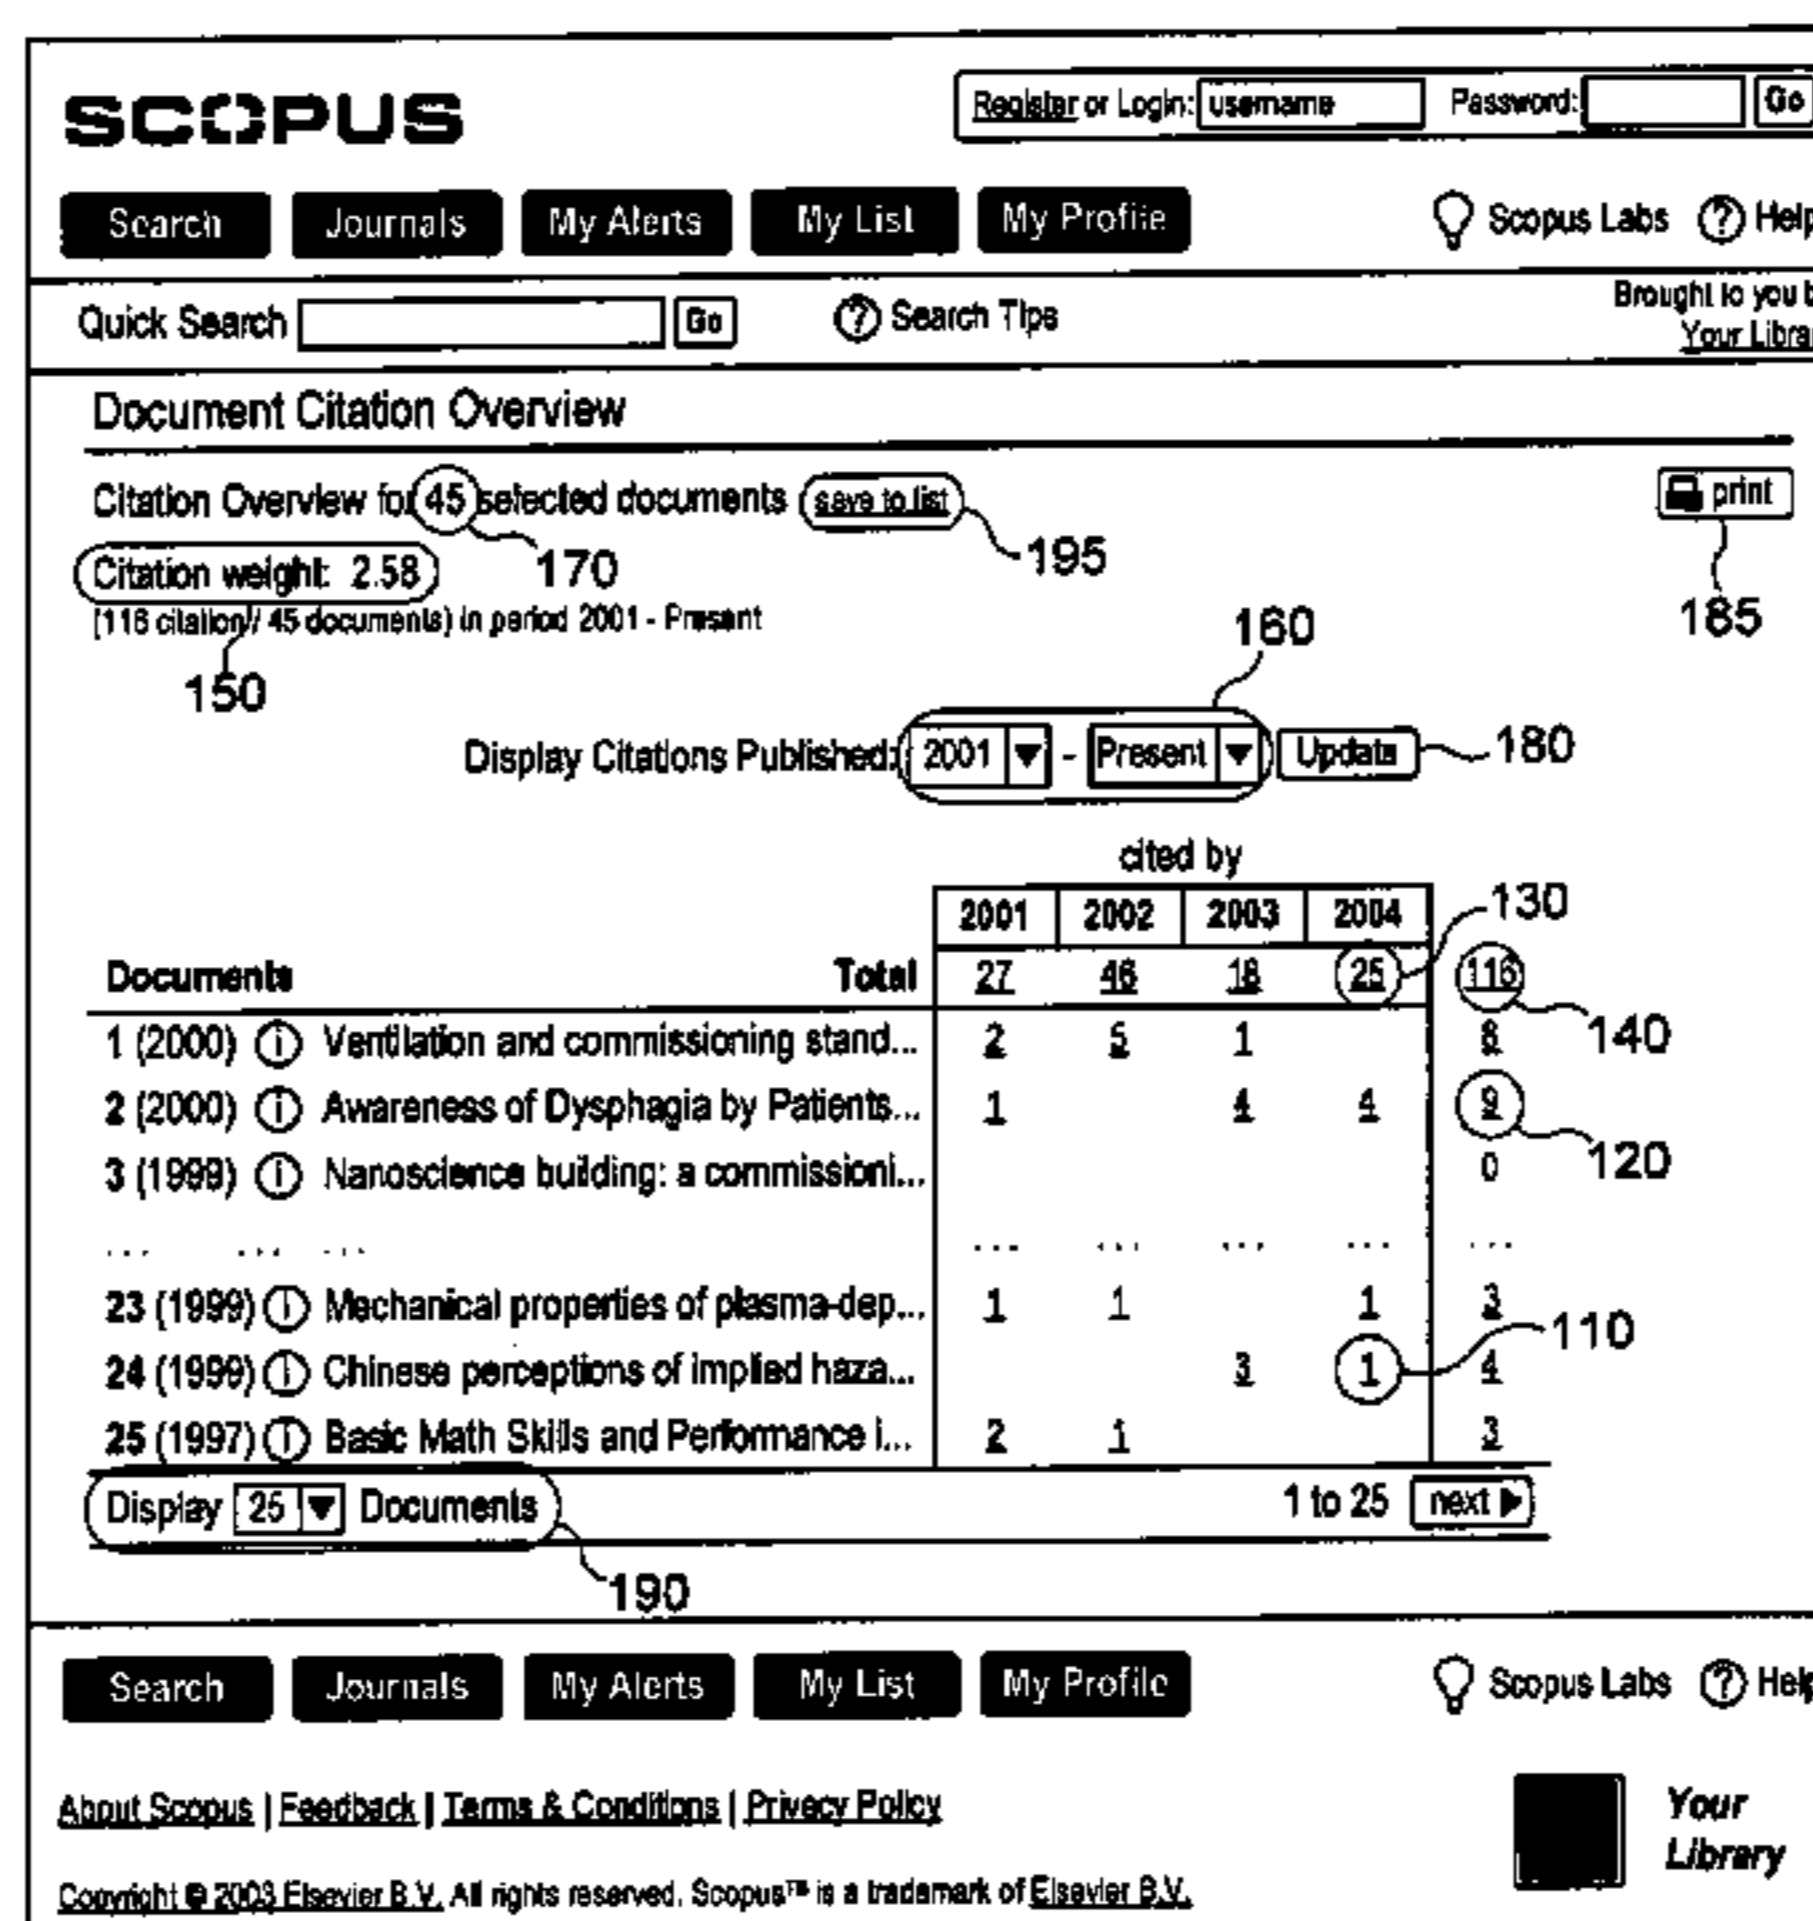 SCOPUS
Register or Login: username Password: Go
Search Journals My Alerts My List My Profile Scopus Labs ? Help
Quick Search Go ? Search Tips
Brought to you b
Your Librar
Document Citation Overview
Citation Overview for 45 selected documents save to list print
170 195
Citation weight: 2.58
(116 citation / 45 documents) in period 2001 - Present
185
160
150
Display Citations Published: 2001 - Present Update 180
cited by
2001 2002 2003 2004 130
Documents Total 27 46 18 25 116
140
1 (2000) i Ventilation and commissioning stand... 2 5 1 8
2 (2000) i Awareness of Dysphagia by Patients... 1 4 4 9
120
3 (1999) i Nanoscience building: a commissioni... 0
... ... ... ... ... ... ... ...
23 (1999) i Mechanical properties of plasma-dep... 1 1 1 3
110
24 (1999) i Chinese perceptions of implied haza... 3 1 4
25 (1997) i Basic Math Skills and Performance i... 2 1 3
Display 25 Documents 1 to 25 next
190
Search Journals My Alerts My List My Profile Scopus Labs ? Help
About Scopus | Feedback | Terms & Conditions | Privacy Policy
Your
Library
Copyright © 2003 Elsevier B.V. All rights reserved. Scopus™ is a trademark of Elsevier B.V.